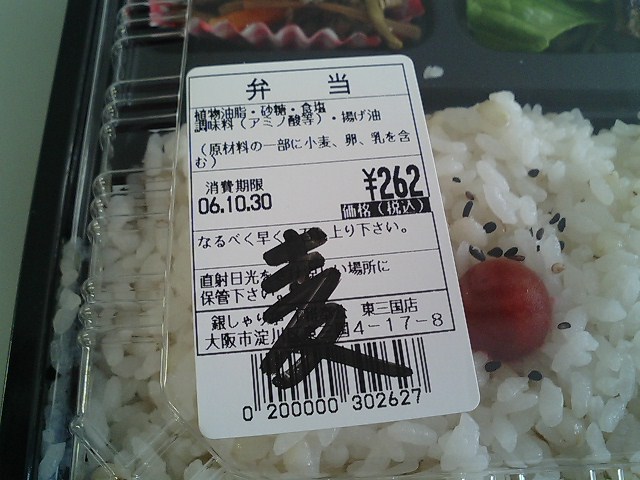 弁 当
植物油脂・砂糖・食塩
調味料(アミノ酸等)・揚げ油
(原材料の一部に小麦、卵、乳を含
む)
消費期限
06.10.30
¥262
価格(税込)
なるべく早く 上り下さい。
直射日光を い場所に
保管下さい
銀しゃり 東三国店
大阪市淀川 4-17-8
麦
0 200000 302627